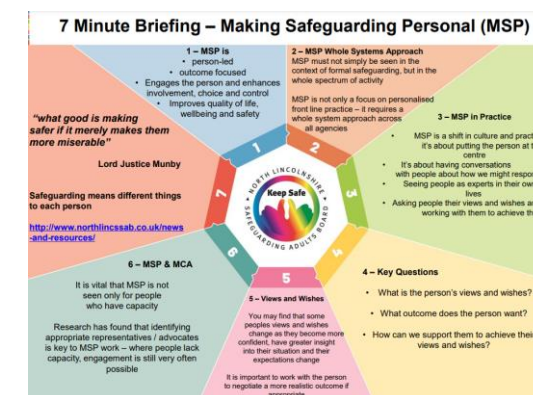 7 Minute Briefing – Making Safeguarding Personal (MSP)
1 – MSP is
• person-led
• outcome focused
• Engages the person and enhances
involvement, choice and control
• Improves quality of life,
wellbeing and safety
2 – MSP Whole Systems Approach
MSP must not simply be seen in the
context of formal safeguarding, but in the
whole spectrum of activity
MSP is not only a focus on personalised
front line practice – it requires a
whole system approach across
all agencies
3 – MSP in Practice
• MSP is a shift in culture and
it's about putting the person at
centre
• It's about having conversations
with people about how we might
• Seeing people as experts in their
lives
• Asking people their views and wishes
working with them to achieve
4 – Key Questions
• What is the person's views and wishes?
• What outcome does the person want?
• How can we support them to achieve their
views and wishes?
5 – Views and Wishes
You may find that some
peoples views and wishes
change as they become more
confident, have greater insight
into their situation and their
expectations change
It is important to work with the person
to negotiate a more realistic outcome if
appropriate
6 – MSP & MCA
It is vital that MSP is not
seen only for people
who have capacity
Research has found that identifying
appropriate representatives / advocates
is key to MSP work – where people lack
capacity, engagement is still very often
possible
"what good is making
safer if it merely makes them
more miserable"
Lord Justice Munby
Safeguarding means different things
to each person
http://www.northlincssab.co.uk/news
-and-resources/
1
2
3
4
5
6
7
NORTH LINCOLNSHIRE
Keep Safe
SAFEGUARDING ADULTS BOARD